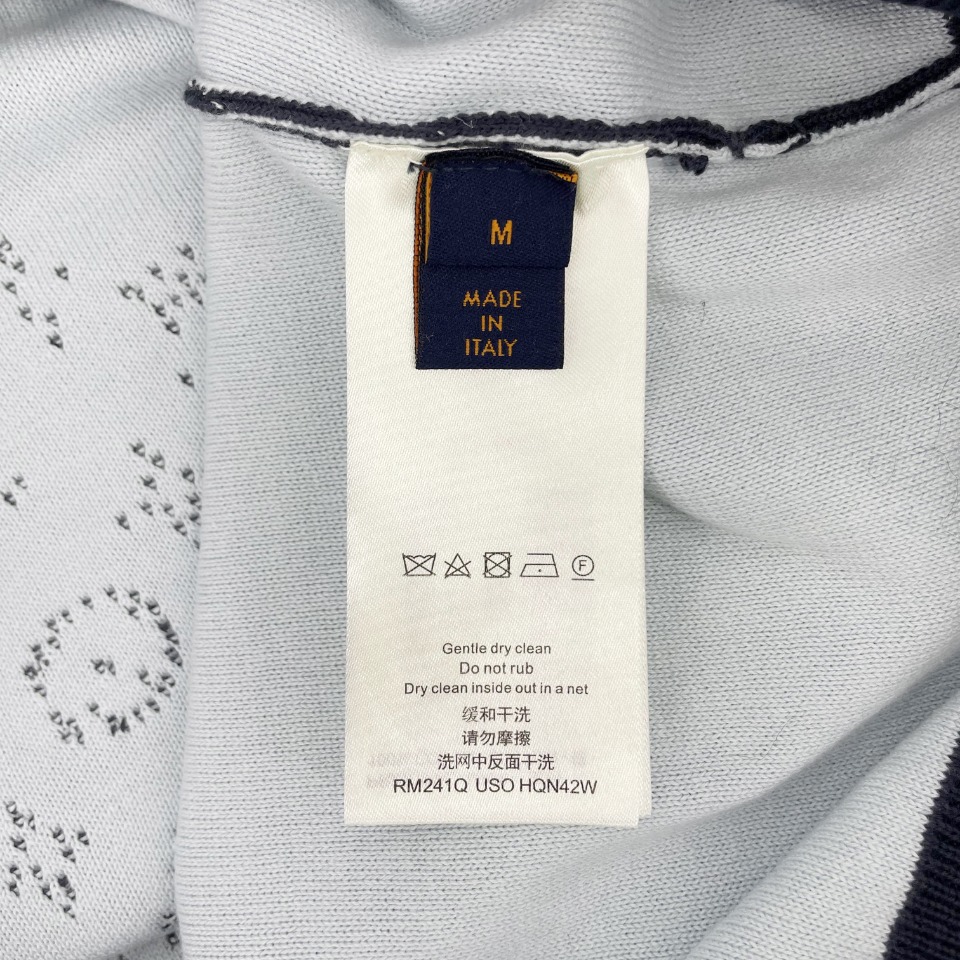 M
MADE
IN
ITALY
F
Gentle dry clean
Do not rub
Dry clean inside out in a net
缓和干洗
请勿摩擦
洗网中反面干洗
RM241Q USO HQN42W